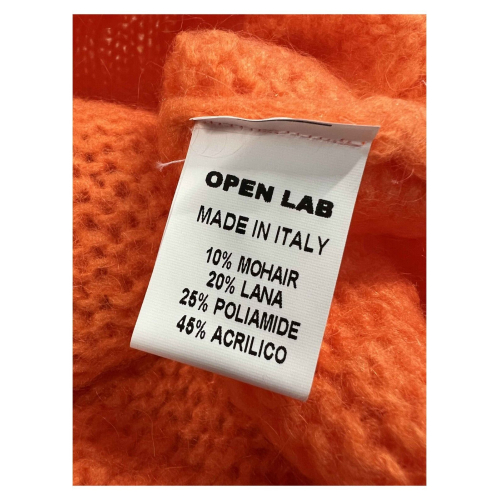 OPEN LAB
MADE IN ITALY
10% MOHAIR
20% LANA
25% POLIAMIDE
45% ACRILICO